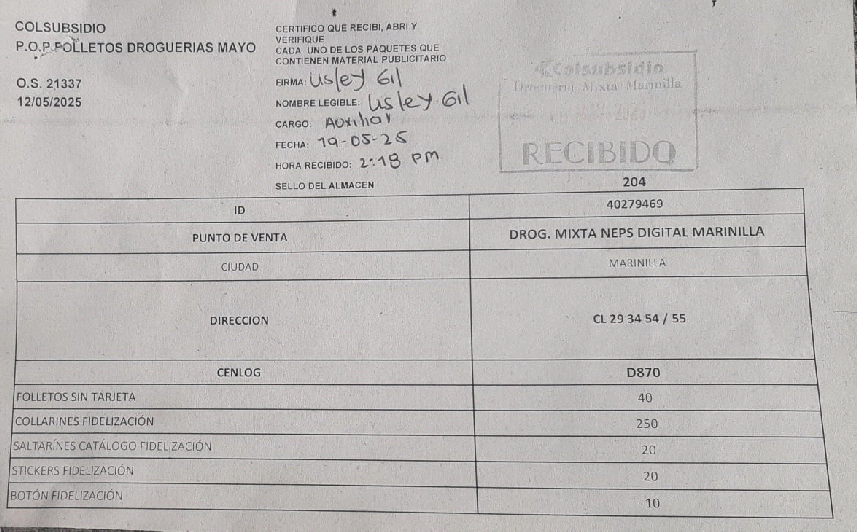 COLSUBSIDIO
P.O.P FOLLETOS DROGUERIAS MAYO
O.S. 21337
12/05/2025
CERTIFICO QUE RECIBI, ABRI Y
VERIFIQUE
CADA UNO DE LOS PAQUETES QUE
CONTIENEN MATERIAL PUBLICITARIO
FIRMA: Usley Gil
NOMBRE LEGIBLE: Usley Gil
CARGO: Auxiliar
FECHA: 19-05-25
HORA RECIBIDO: 2:18 PM
SELLO DEL ALMACEN
Colsubsidio
Drogueria Mixta Marinilla
RECIBIDO
204
ID 40279469
PUNTO DE VENTA DROG. MIXTA NEPS DIGITAL MARINILLA
CIUDAD MARINILLA
DIRECCION CL 29 34 54 / 55
CENLOG D870
FOLLETOS SIN TARJETA 40
COLLARINES FIDELIZACIÓN 250
SALTARINES CATÁLOGO FIDELIZACIÓN 20
STICKERS FIDELIZACIÓN 20
BOTÓN FIDELIZACIÓN 10